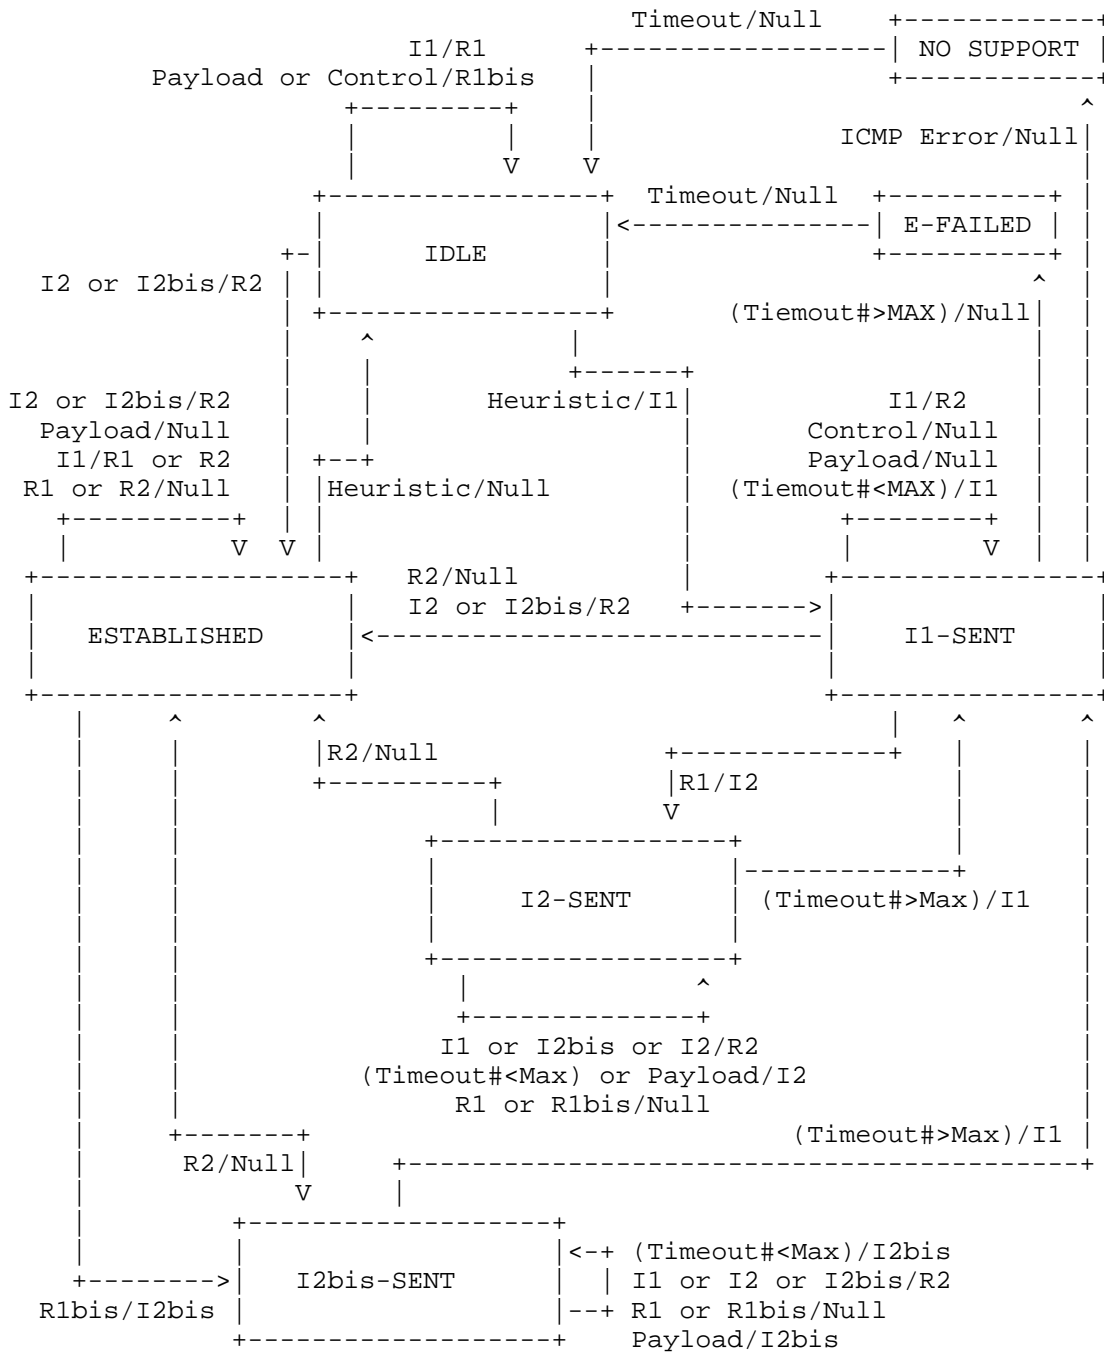 Timeout/Null
I1/R1
NO SUPPORT
Payload or Control/R1bis
ICMP Error/Null
Timeout/Null
E-FAILED
IDLE
I2 or I2bis/R2
(Tiemout#>MAX)/Null
I2 or I2bis/R2
Heuristic/I1
I1/R2
Payload/Null
Control/Null
I1/R1 or R2
Payload/Null
R1 or R2/Null
Heuristic/Null
(Tiemout#<MAX)/I1
R2/Null
I2 or I2bis/R2
ESTABLISHED
I1-SENT
R2/Null
R1/I2
I2-SENT
(Timeout#>Max)/I1
I1 or I2bis or I2/R2
(Timeout#<Max) or Payload/I2
R1 or R1bis/Null
(Timeout#>Max)/I1
R2/Null
(Timeout#<Max)/I2bis
I2bis-SENT
I1 or I2 or I2bis/R2
R1bis/I2bis
R1 or R1bis/Null
Payload/I2bis